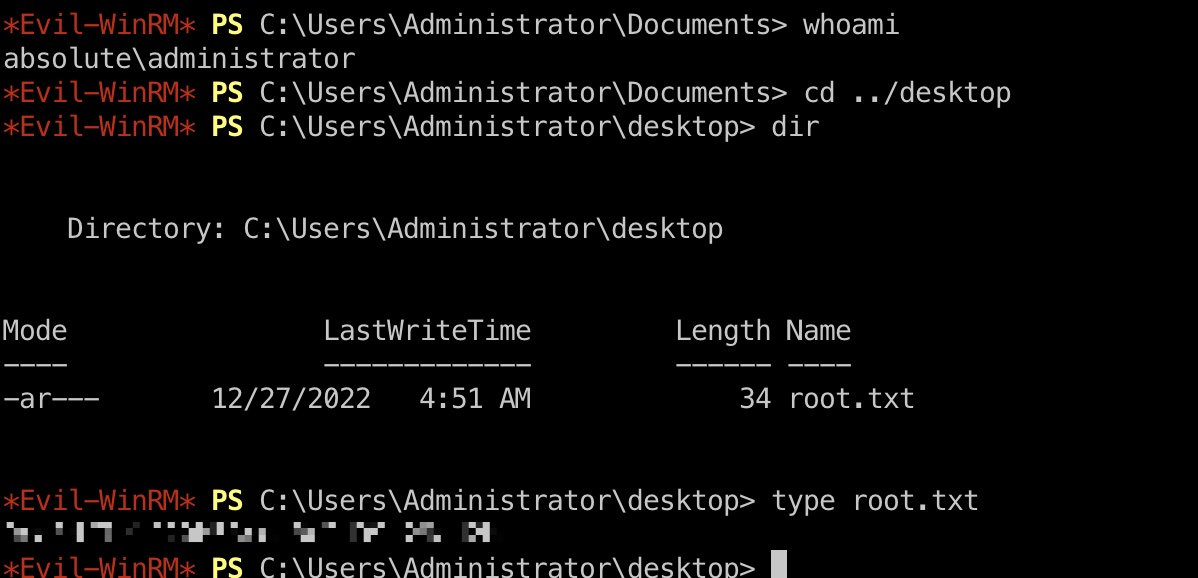 *Evil-WinRM* PS C:\Users\Administrator\Documents> whoami
absolute\administrator
*Evil-WinRM* PS C:\Users\Administrator\Documents> cd ../desktop
*Evil-WinRM* PS C:\Users\Administrator\desktop> dir
Directory: C:\Users\Administrator\desktop
Mode LastWriteTime Length Name
---- ------------- ------ ----
-ar--- 12/27/2022 4:51 AM 34 root.txt
*Evil-WinRM* PS C:\Users\Administrator\desktop> type root.txt
*Evil-WinRM* PS C:\Users\Administrator\desktop>